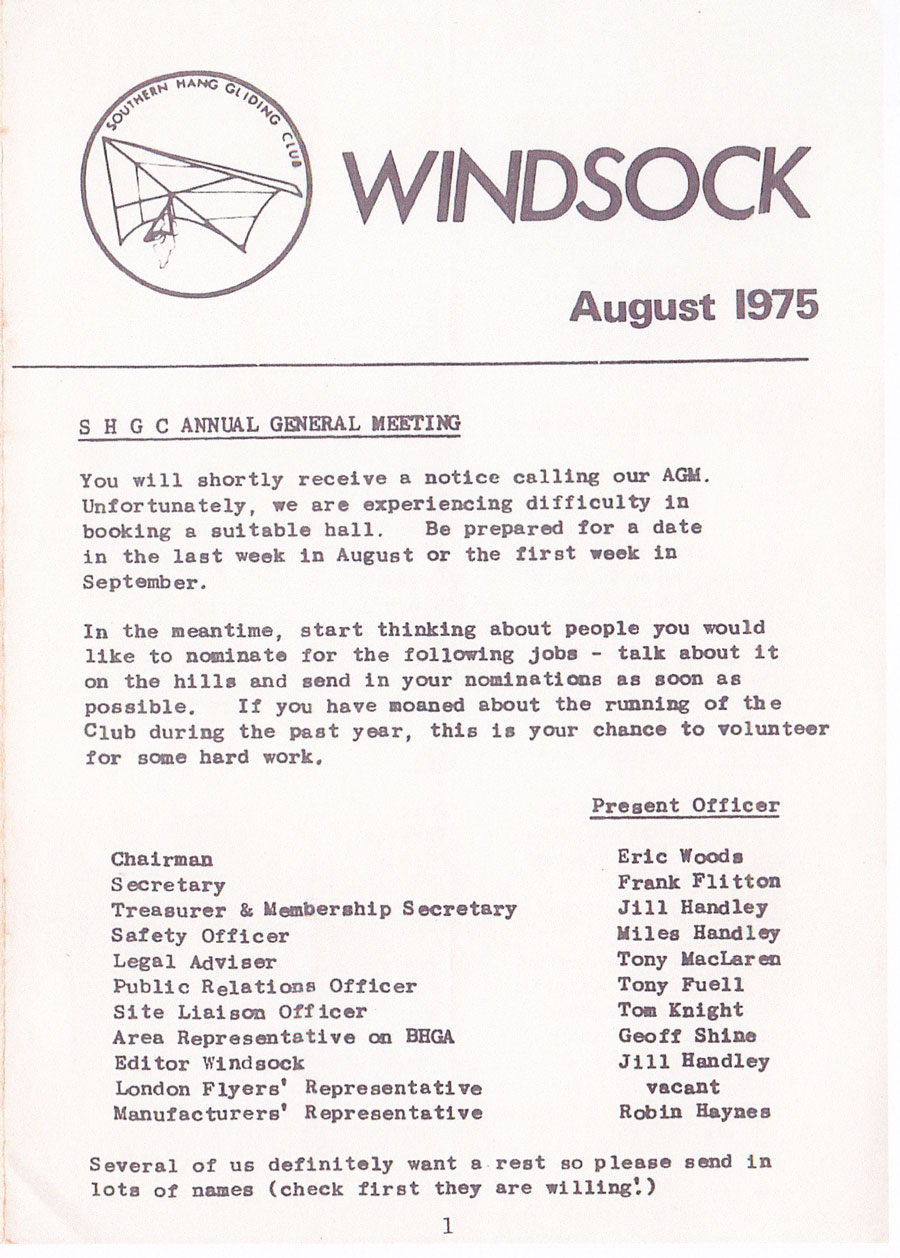 SOUTHERN HANG GLIDING CLUB
WINDSOCK
August 1975
S H G C ANNUAL GENERAL MEETING
You will shortly receive a notice calling our AGM.
Unfortunately, we are experiencing difficulty in
booking a suitable hall.   Be prepared for a date
in the last week in August or the first week in
September.
In the meantime, start thinking about people you would
like to nominate for the following jobs - talk about it
on the hills and send in your nominations as soon as
possible.   If you have moaned about the running of the
Club during the past year, this is your chance to volunteer
for some hard work.
Present Officer
Chairman Eric Woods
Secretary Frank Flitton
Treasurer & Membership Secretary Jill Handley
Safety Officer Miles Handley
Legal Adviser Tony MacLaren
Public Relations Officer Tony Fuell
Site Liaison Officer Tom Knight
Area Representative on BHGA Geoff Shine
Editor Windsock Jill Handley
London Flyers' Representative vacant
Manufacturers' Representative Robin Haynes
Several of us definitely want a rest so please send in
lots of names (check first they are willing!)
1